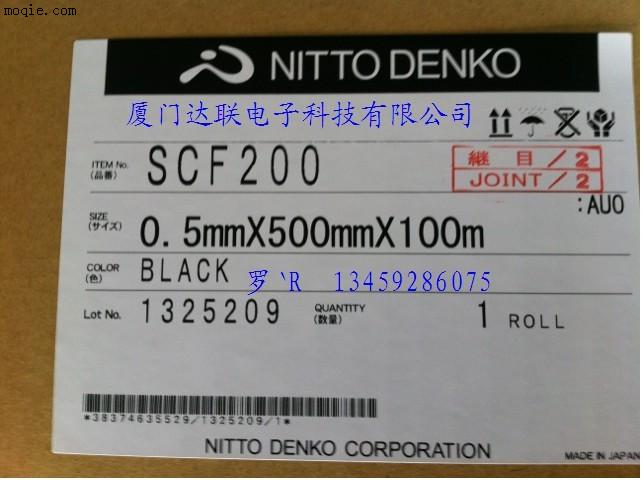 moqie.com
NITTO DENKO
厦门达联电子科技有限公司
ITEM No.
(品番)
SCF200
継目/2
JOINT/2
:AUO
SIZE
(サイズ)
0.5mmX500mmX100m
COLOR
(色)
BLACK
罗`R 13459286075
Lot No.
1325209
QUANTITY
(数量)
1 ROLL
*38374635529/1325209/1*
NITTO DENKO CORPORATION
MADE IN JAPAN